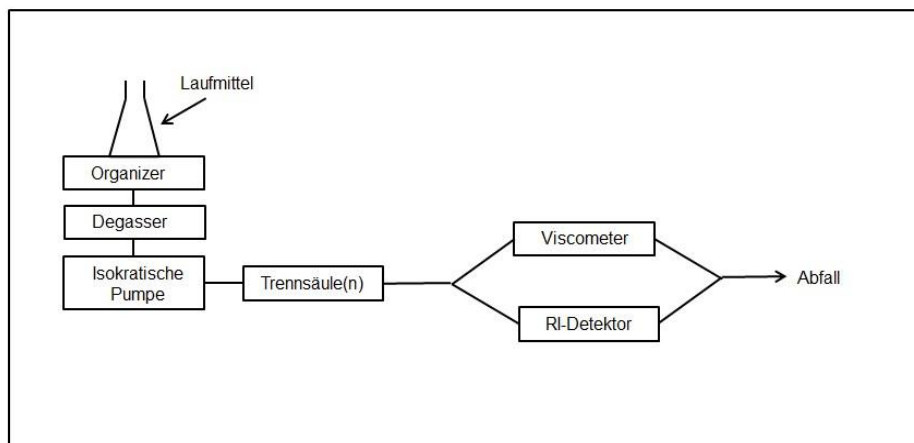 Laufmittel
Organizer
Degasser
Isokratische
Pumpe
Trennsäule(n)
Viscometer
RI-Detektor
Abfall